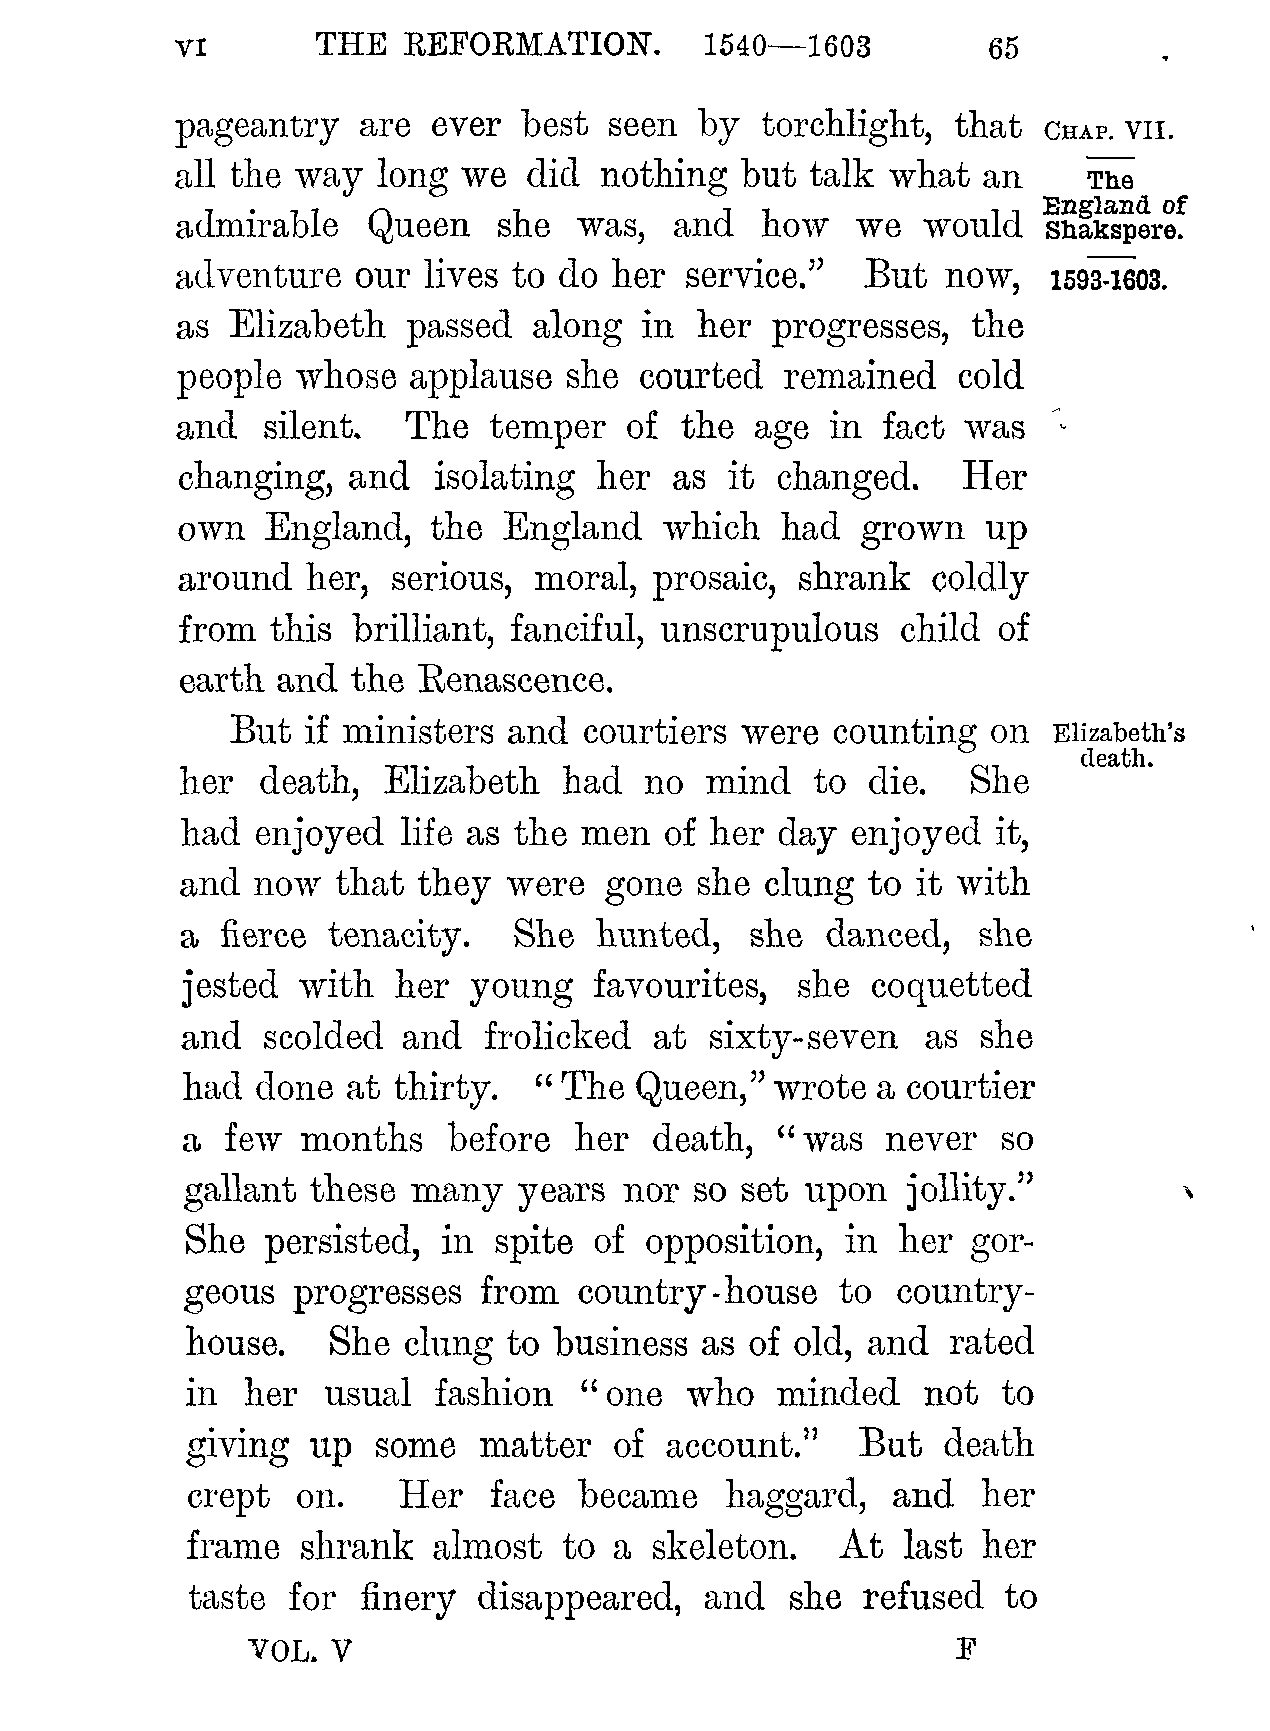 VI THE REFORMATION. 1540—1603 65
pageantry are ever best seen by torchlight, that
all the way long we did nothing but talk what an
admirable Queen she was, and how we would
adventure our lives to do her service.” But now,
as Elizabeth passed along in her progresses, the
people whose applause she courted remained cold
and silent. The temper of the age in fact was
changing, and isolating her as it changed. Her
own England, the England which had grown up
around her, serious, moral, prosaic, shrank coldly
from this brilliant, fanciful, unscrupulous child of
earth and the Renascence.
CHAP. VII.
The
England of
Shakspere.
1593-1603.
But if ministers and courtiers were counting on
her death, Elizabeth had no mind to die. She
had enjoyed life as the men of her day enjoyed it,
and now that they were gone she clung to it with
a fierce tenacity. She hunted, she danced, she
jested with her young favourites, she coquetted
and scolded and frolicked at sixty-seven as she
had done at thirty. “The Queen,” wrote a courtier
a few months before her death, “was never so
gallant these many years nor so set upon jollity.”
She persisted, in spite of opposition, in her gor-
geous progresses from country-house to country-
house. She clung to business as of old, and rated
in her usual fashion “one who minded not to
giving up some matter of account.” But death
crept on. Her face became haggard, and her
frame shrank almost to a skeleton. At last her
taste for finery disappeared, and she refused to
Elizabeth’s
death.
VOL. V F